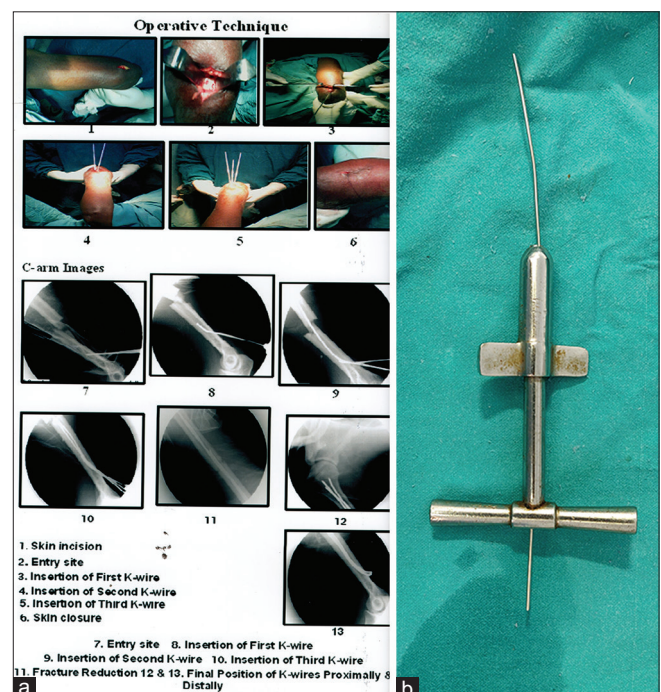 Operative Technique
1
2
3
4
5
6
C-arm Images
7
8
9
10
11
12
13
1. Skin incision
2. Entry site
3. Insertion of First K-wire
4. Insertion of Second K-wire
5. Insertion of Third K-wire
6. Skin closure
7. Entry site 8. Insertion of First K-wire
9. Insertion of Second K-wire 10. Insertion of Third K-wire
11. Fracture Reduction 12 & 13. Final Position of K-wires Proximally &
Distally
a
b